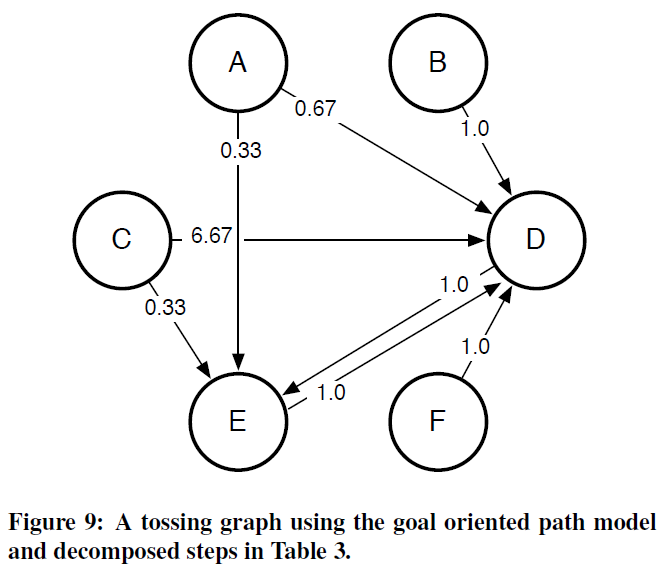 A
B
0.67
1.0
0.33
C
6.67
D
1.0
0.33
1.0
1.0
E
F
Figure 9: A tossing graph using the goal oriented path model
and decomposed steps in Table 3.